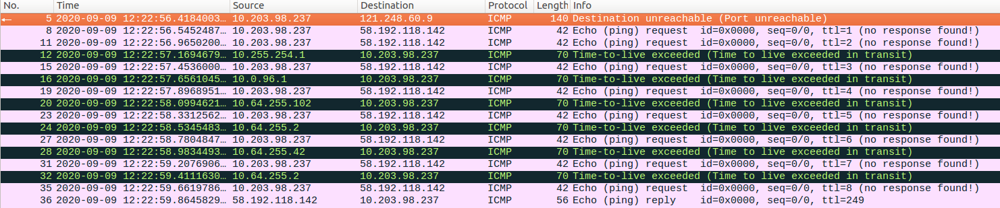 No. Time Source Destination Protocol Length Info
5 2020-09-09 12:22:56.4184003... 10.203.98.237 121.248.60.9 ICMP 140 Destination unreachable (Port unreachable)
8 2020-09-09 12:22:56.5452487... 10.203.98.237 58.192.118.142 ICMP 42 Echo (ping) request id=0x0000, seq=0/0, ttl=1 (no response found!)
11 2020-09-09 12:22:56.9650200... 10.203.98.237 58.192.118.142 ICMP 42 Echo (ping) request id=0x0000, seq=0/0, ttl=2 (no response found!)
12 2020-09-09 12:22:57.1694679... 10.255.254.1 10.203.98.237 ICMP 70 Time-to-live exceeded (Time to live exceeded in transit)
15 2020-09-09 12:22:57.4536000... 10.203.98.237 58.192.118.142 ICMP 42 Echo (ping) request id=0x0000, seq=0/0, ttl=3 (no response found!)
16 2020-09-09 12:22:57.6561045... 10.0.96.1 10.203.98.237 ICMP 70 Time-to-live exceeded (Time to live exceeded in transit)
19 2020-09-09 12:22:57.8968951... 10.203.98.237 58.192.118.142 ICMP 42 Echo (ping) request id=0x0000, seq=0/0, ttl=4 (no response found!)
20 2020-09-09 12:22:58.0994621... 10.64.255.102 10.203.98.237 ICMP 70 Time-to-live exceeded (Time to live exceeded in transit)
23 2020-09-09 12:22:58.3312562... 10.203.98.237 58.192.118.142 ICMP 42 Echo (ping) request id=0x0000, seq=0/0, ttl=5 (no response found!)
24 2020-09-09 12:22:58.5345483... 10.64.255.2 10.203.98.237 ICMP 70 Time-to-live exceeded (Time to live exceeded in transit)
27 2020-09-09 12:22:58.7804847... 10.203.98.237 58.192.118.142 ICMP 42 Echo (ping) request id=0x0000, seq=0/0, ttl=6 (no response found!)
28 2020-09-09 12:22:58.9834493... 10.64.255.42 10.203.98.237 ICMP 70 Time-to-live exceeded (Time to live exceeded in transit)
31 2020-09-09 12:22:59.2076906... 10.203.98.237 58.192.118.142 ICMP 42 Echo (ping) request id=0x0000, seq=0/0, ttl=7 (no response found!)
32 2020-09-09 12:22:59.4111630... 10.64.255.2 10.203.98.237 ICMP 70 Time-to-live exceeded (Time to live exceeded in transit)
35 2020-09-09 12:22:59.6619786... 10.203.98.237 58.192.118.142 ICMP 42 Echo (ping) request id=0x0000, seq=0/0, ttl=8 (no response found!)
36 2020-09-09 12:22:59.8645829... 58.192.118.142 10.203.98.237 ICMP 56 Echo (ping) reply id=0x0000, seq=0/0, ttl=249